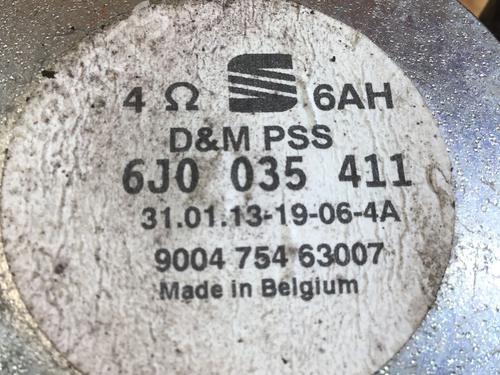 4 Ω 6AH
D&M PSS
6J0 035 411
31.01.13-19-06-4A
9004 754 63007
Made in Belgium